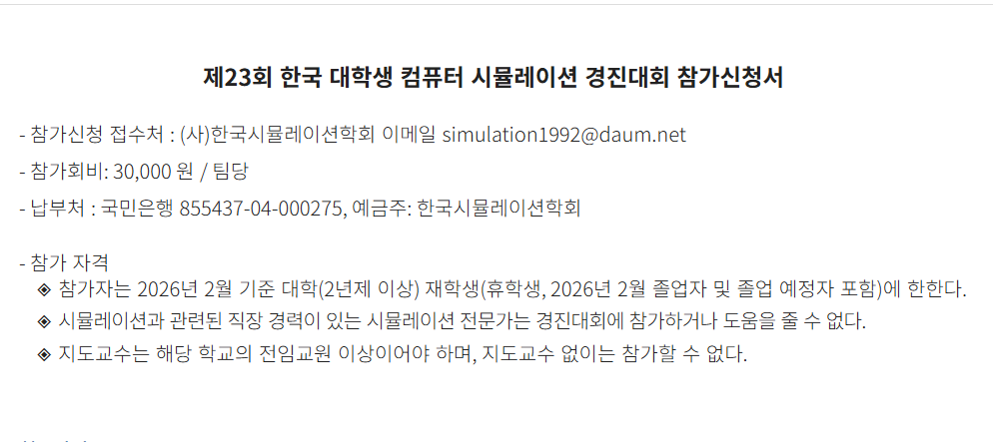 제23회 한국 대학생 컴퓨터 시뮬레이션 경진대회 참가신청서
- 참가신청 접수처 : (사)한국시뮬레이션학회 이메일 simulation1992@daum.net
- 참가회비: 30,000 원 / 팀당
- 납부처 : 국민은행 855437-04-000275, 예금주: 한국시뮬레이션학회
- 참가 자격
◈ 참가자는 2026년 2월 기준 대학(2년제 이상) 재학생(휴학생, 2026년 2월 졸업자 및 졸업 예정자 포함)에 한한다.
◈ 시뮬레이션과 관련된 직장 경력이 있는 시뮬레이션 전문가는 경진대회에 참가하거나 도움을 줄 수 없다.
◈ 지도교수는 해당 학교의 전임교원 이상이어야 하며, 지도교수 없이는 참가할 수 없다.